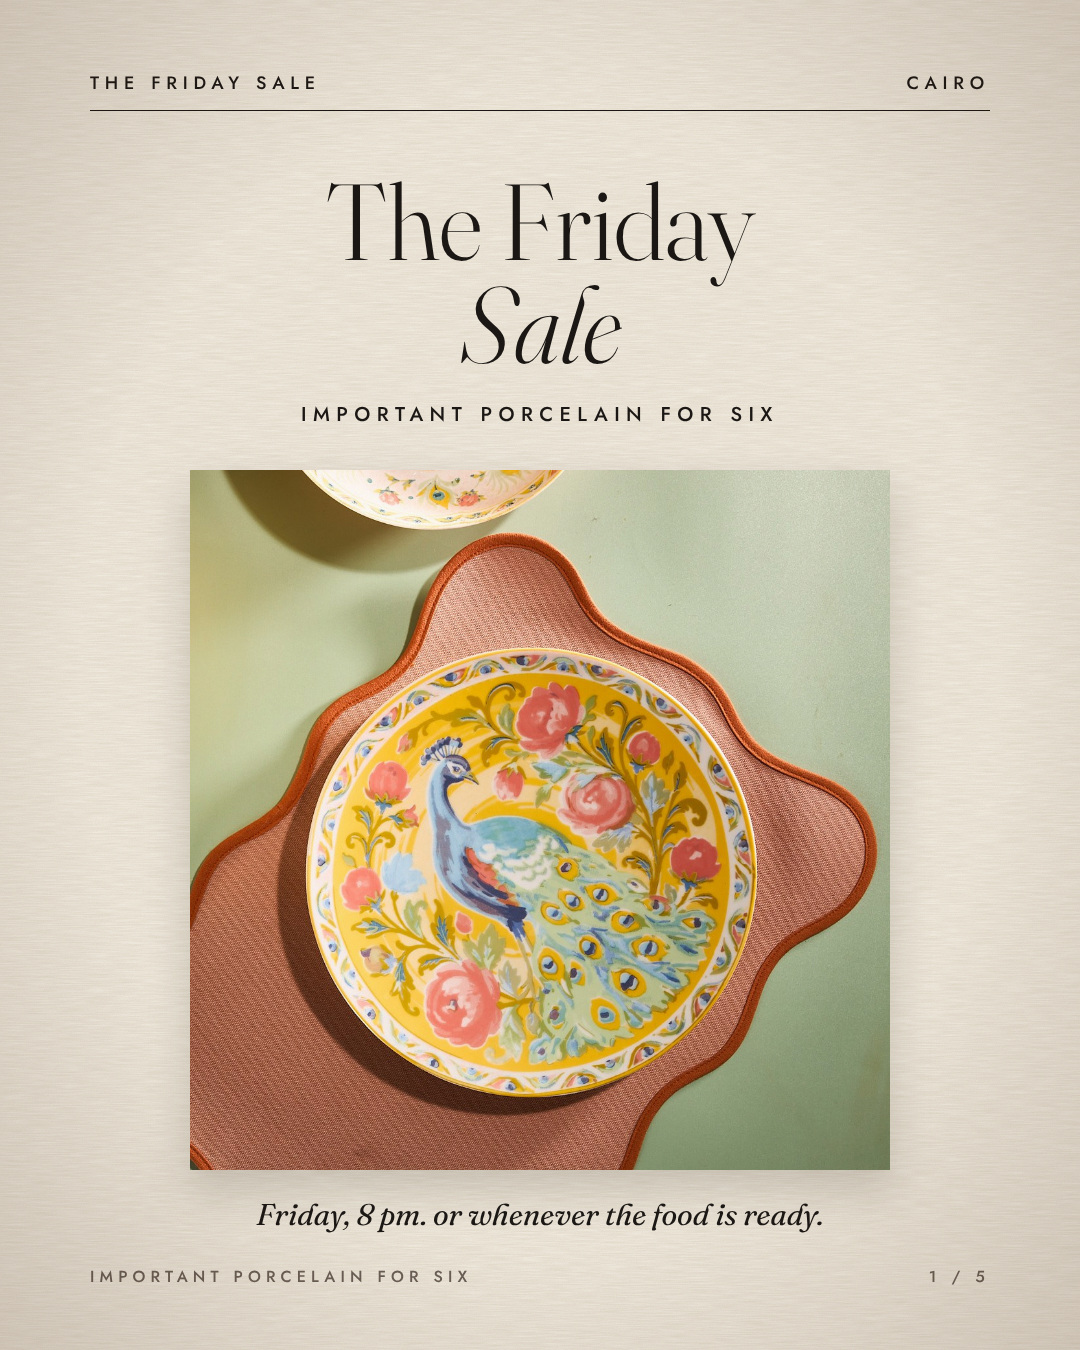 THE FRIDAY SALE
CAIRO
The Friday
Sale
IMPORTANT PORCELAIN FOR SIX
Friday, 8 pm. or whenever the food is ready.
IMPORTANT PORCELAIN FOR SIX
1 / 5